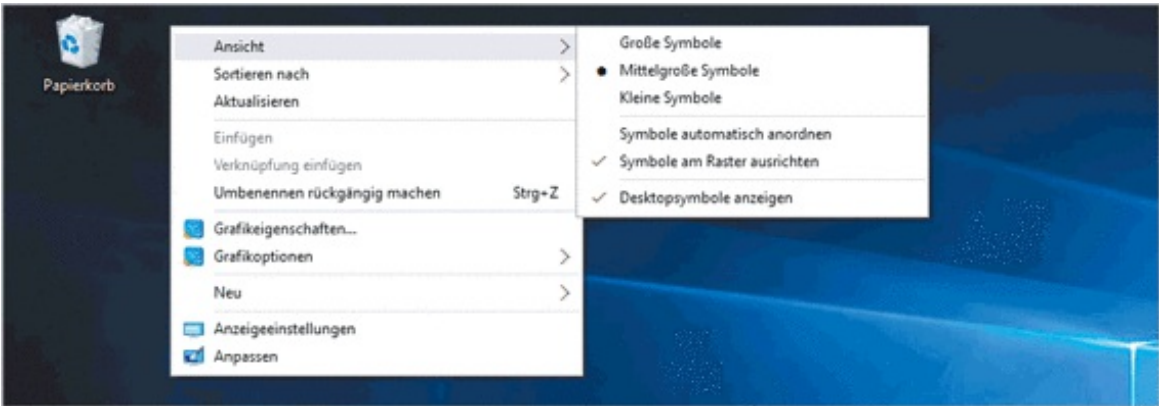 Papierkorb
Ansicht
Sortieren nach
Aktualisieren
Einfügen
Verknüpfung einfügen
Umbenennen rückgängig machen Strg+Z
Grafikeigenschaften...
Grafikoptionen
Neu
Anzeigeeinstellungen
Anpassen
Große Symbole
Mittelgroße Symbole
Kleine Symbole
Symbole automatisch anordnen
Symbole am Raster ausrichten
Desktopsymbole anzeigen